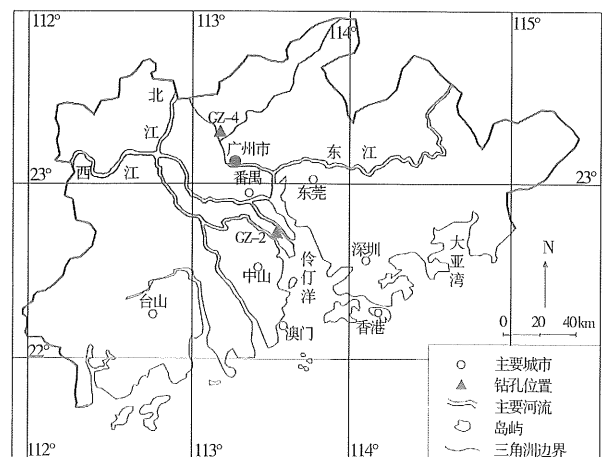 112°
113°
114°
115°
北
江
GZ-4
广州市
东 江
西 江
23°
23°
番禺
东莞
GZ-2
伶仃洋
深圳
大亚湾
中山
N
台山
香港
澳门
0 20 40km
22°
主要城市
钻孔位置
主要河流
岛屿
三角洲边界
112°
113°
114°